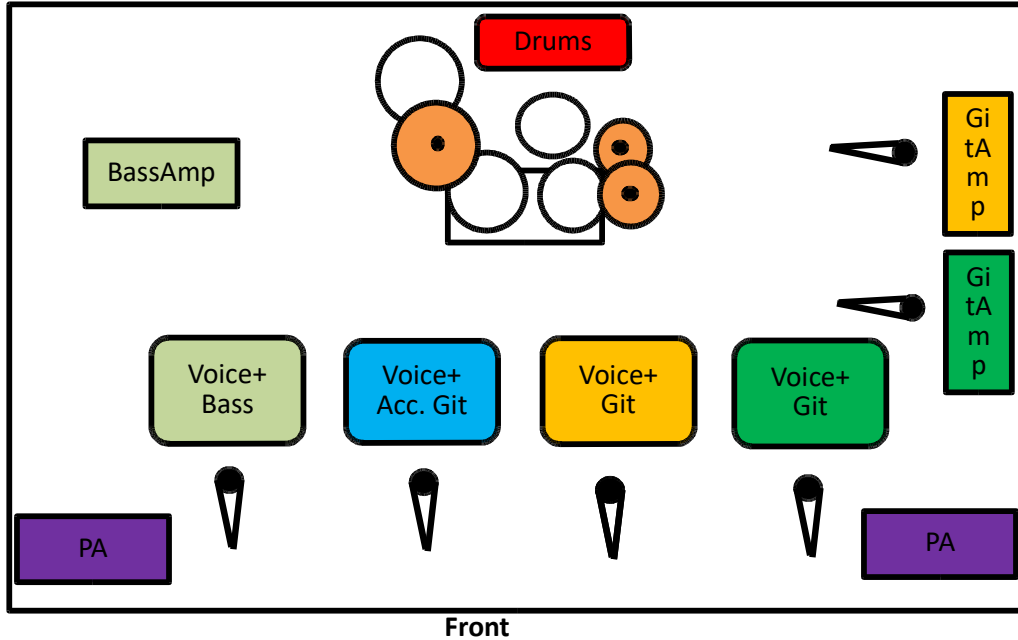 Drums
BassAmp
Gi
tA
m
p
Gi
tA
m
p
Voice+
Bass
Voice+
Acc. Git
Voice+
Git
Voice+
Git
PA
PA
Front